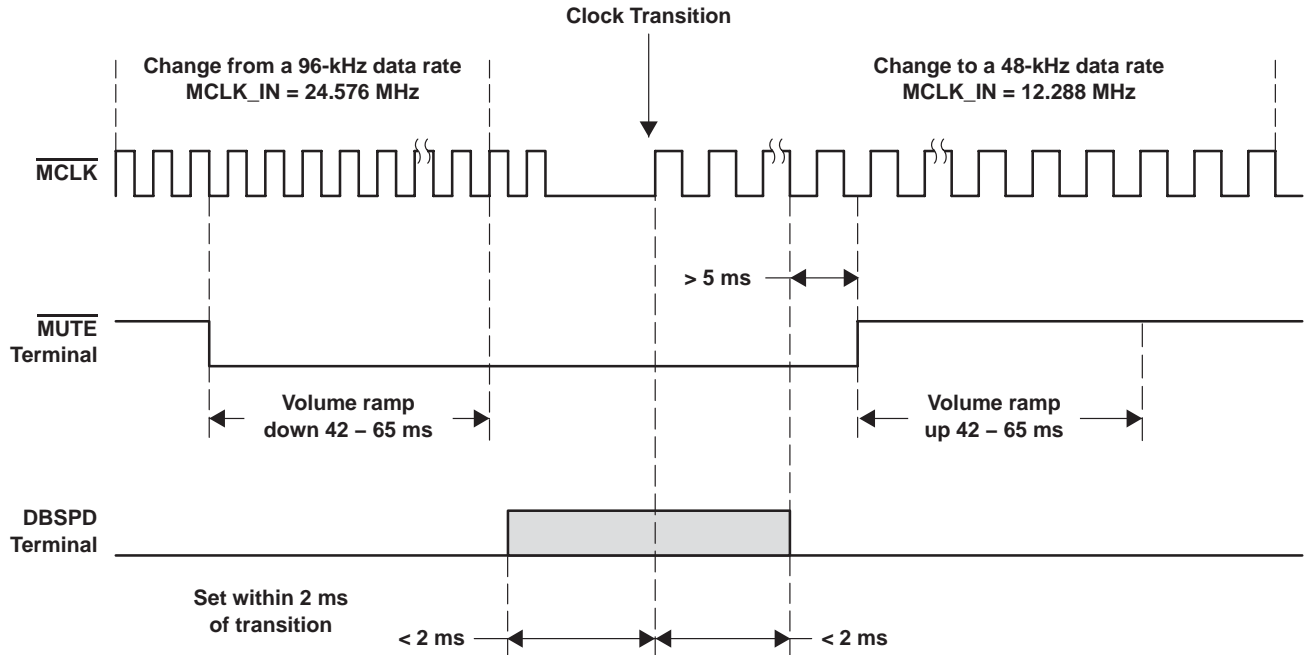 Clock Transition
Change from a 96-kHz data rate
MCLK_IN = 24.576 MHz
Change to a 48-kHz data rate
MCLK_IN = 12.288 MHz
MCLK
> 5 ms
MUTE
Terminal
Volume ramp
down 42 – 65 ms
Volume ramp
up 42 – 65 ms
DBSPD
Terminal
Set within 2 ms
of transition
< 2 ms
< 2 ms